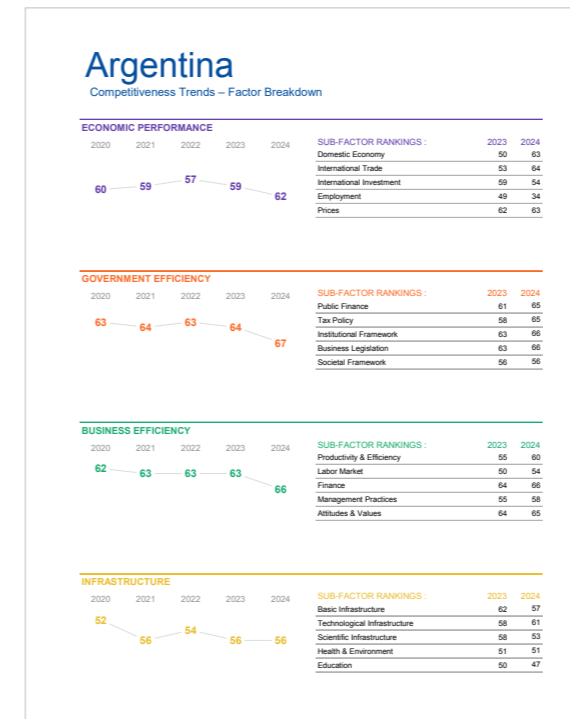 Argentina
Competitiveness Trends – Factor Breakdown
ECONOMIC PERFORMANCE
2020 2021 2022 2023 2024
60 59 57 59 62
SUB-FACTOR RANKINGS : 2023 2024
Domestic Economy 50 63
International Trade 53 64
International Investment 59 54
Employment 49 34
Prices 62 63
GOVERNMENT EFFICIENCY
2020 2021 2022 2023 2024
63 64 63 64 67
SUB-FACTOR RANKINGS : 2023 2024
Public Finance 61 65
Tax Policy 58 65
Institutional Framework 63 66
Business Legislation 63 66
Societal Framework 56 56
BUSINESS EFFICIENCY
2020 2021 2022 2023 2024
62 63 63 63 66
SUB-FACTOR RANKINGS : 2023 2024
Productivity & Efficiency 55 60
Labor Market 50 54
Finance 64 66
Management Practices 55 58
Attitudes & Values 64 65
INFRASTRUCTURE
2020 2021 2022 2023 2024
52 56 54 56 56
SUB-FACTOR RANKINGS : 2023 2024
Basic Infrastructure 62 57
Technological Infrastructure 58 61
Scientific Infrastructure 58 53
Health & Environment 51 51
Education 50 47